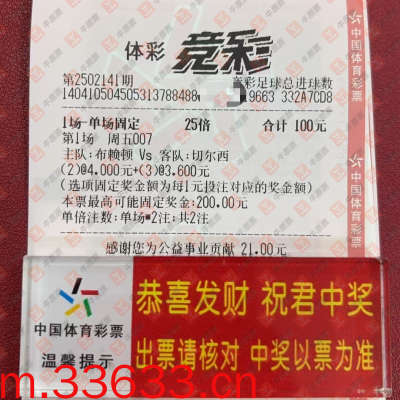 体彩 竞彩
第2502141期 竞彩足球总进球数
140410504505313788488 9663 332A7CD8
1场-单场固定 25倍 合计 100元
第1场 周五007
主队:布赖顿 Vs 客队:切尔西
(2)@4.000元+(3)@3.600元
(选项固定奖金额为每1元投注对应的奖金额)
本票最高可能固定奖金:200.00元
单倍注数:单场*2注;共2注
感谢您为公益事业贡献 21.00元
中国体育彩票
中国体育彩票
温馨提示
恭喜发财 祝君中奖
出票请核对 中奖以票为准
m.33633.cn